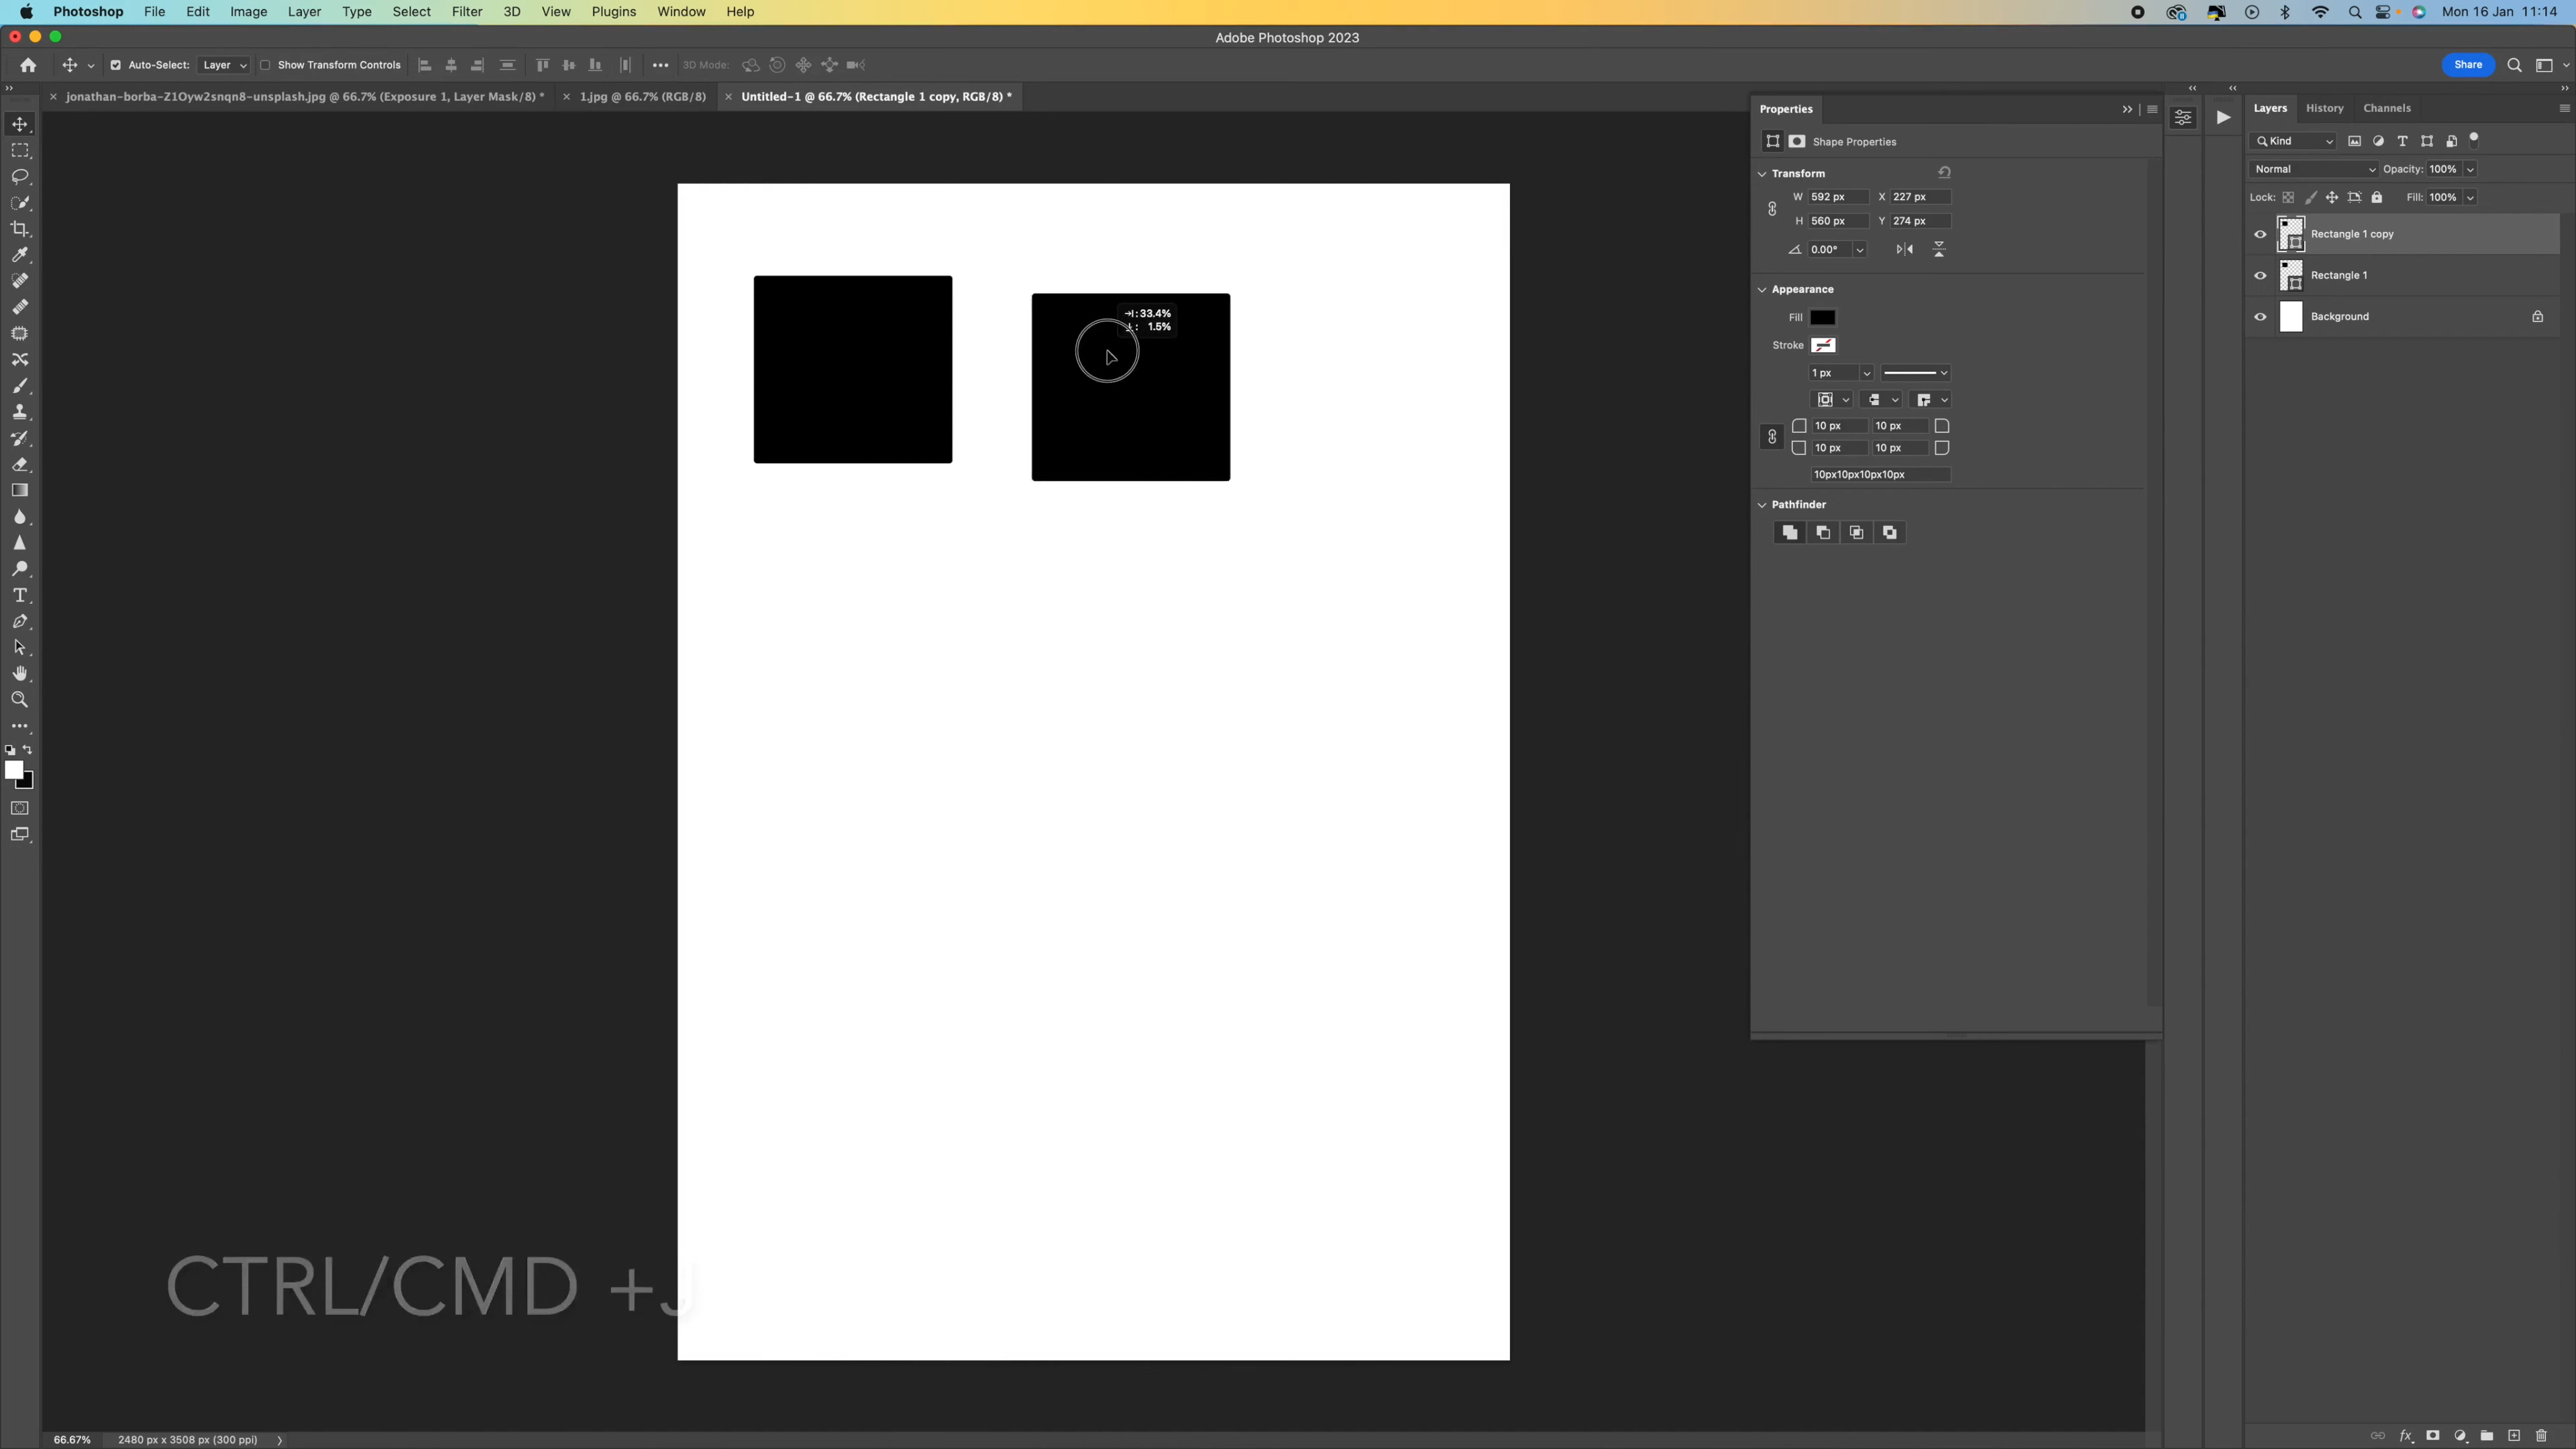 Photoshop File Edit Image Layer Type Select Filter 3D View Plugins Window Help Mon 16 Jan 11:14
Adobe Photoshop 2023
Auto-Select: Layer Show Transform Controls 3D Mode: Share
jonathan-borba-Z1Oyw2snqn8-unsplash.jpg @ 66.7% (Exposure 1, Layer Mask/8) * 1.jpg @ 66.7% (RGB/8) Untitled-1 @ 66.7% (Rectangle 1 copy, RGB/8) *
Properties
Shape Properties
Transform
W 592 px X 227 px
H 560 px Y 274 px
0.00°
Appearance
Fill
Stroke
1 px
10 px 10 px
10 px 10 px
10px10px10px10px
Pathfinder
Layers History Channels
Kind
Normal Opacity: 100%
Lock: Fill: 100%
Rectangle 1 copy
Rectangle 1
Background
33.4%
1.5%
CTRL/CMD +J
66.67% 2480 px x 3508 px (300 ppi)